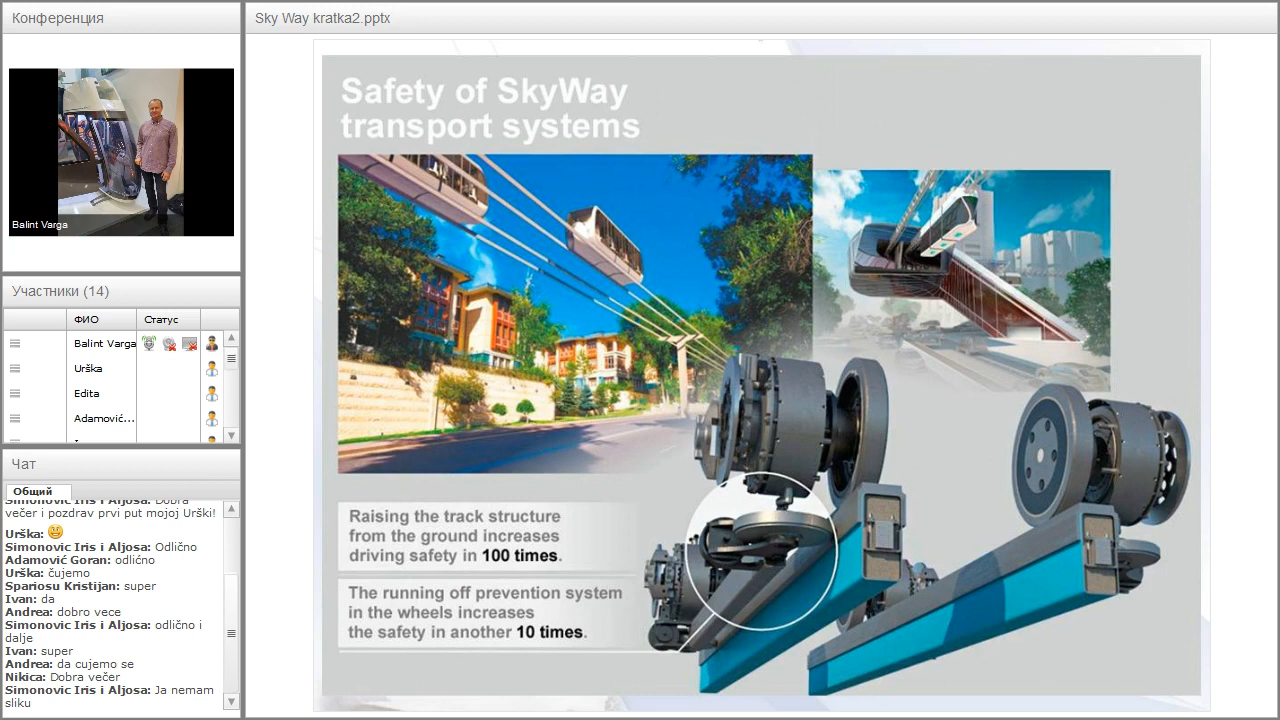 Конференция
Balint Varga
Участники (14)
ФИО Статус
Balint Varga
Urška
Edita
Adamović...
Чат
Общий
Simonovic Iris i Aljosa: Dobra
večer i pozdrav prvi put mojoj Urški!
Urška:
Simonovic Iris i Aljosa: Odlično
Adamović Goran: odlićno
Urška: čujemo
Spariosu Kristijan: super
Ivan: da
Andrea: dobro vece
Simonovic Iris i Aljosa: odlično i
dalje
Ivan: super
Andrea: da cujemo se
Nikica: Dobra večer
Simonovic Iris i Aljosa: Ja nemam
sliku
Sky Way kratka2.pptx
Safety of SkyWay
transport systems
Raising the track structure
from the ground increases
driving safety in 100 times.
The running off prevention system
in the wheels increases
the safety in another 10 times.